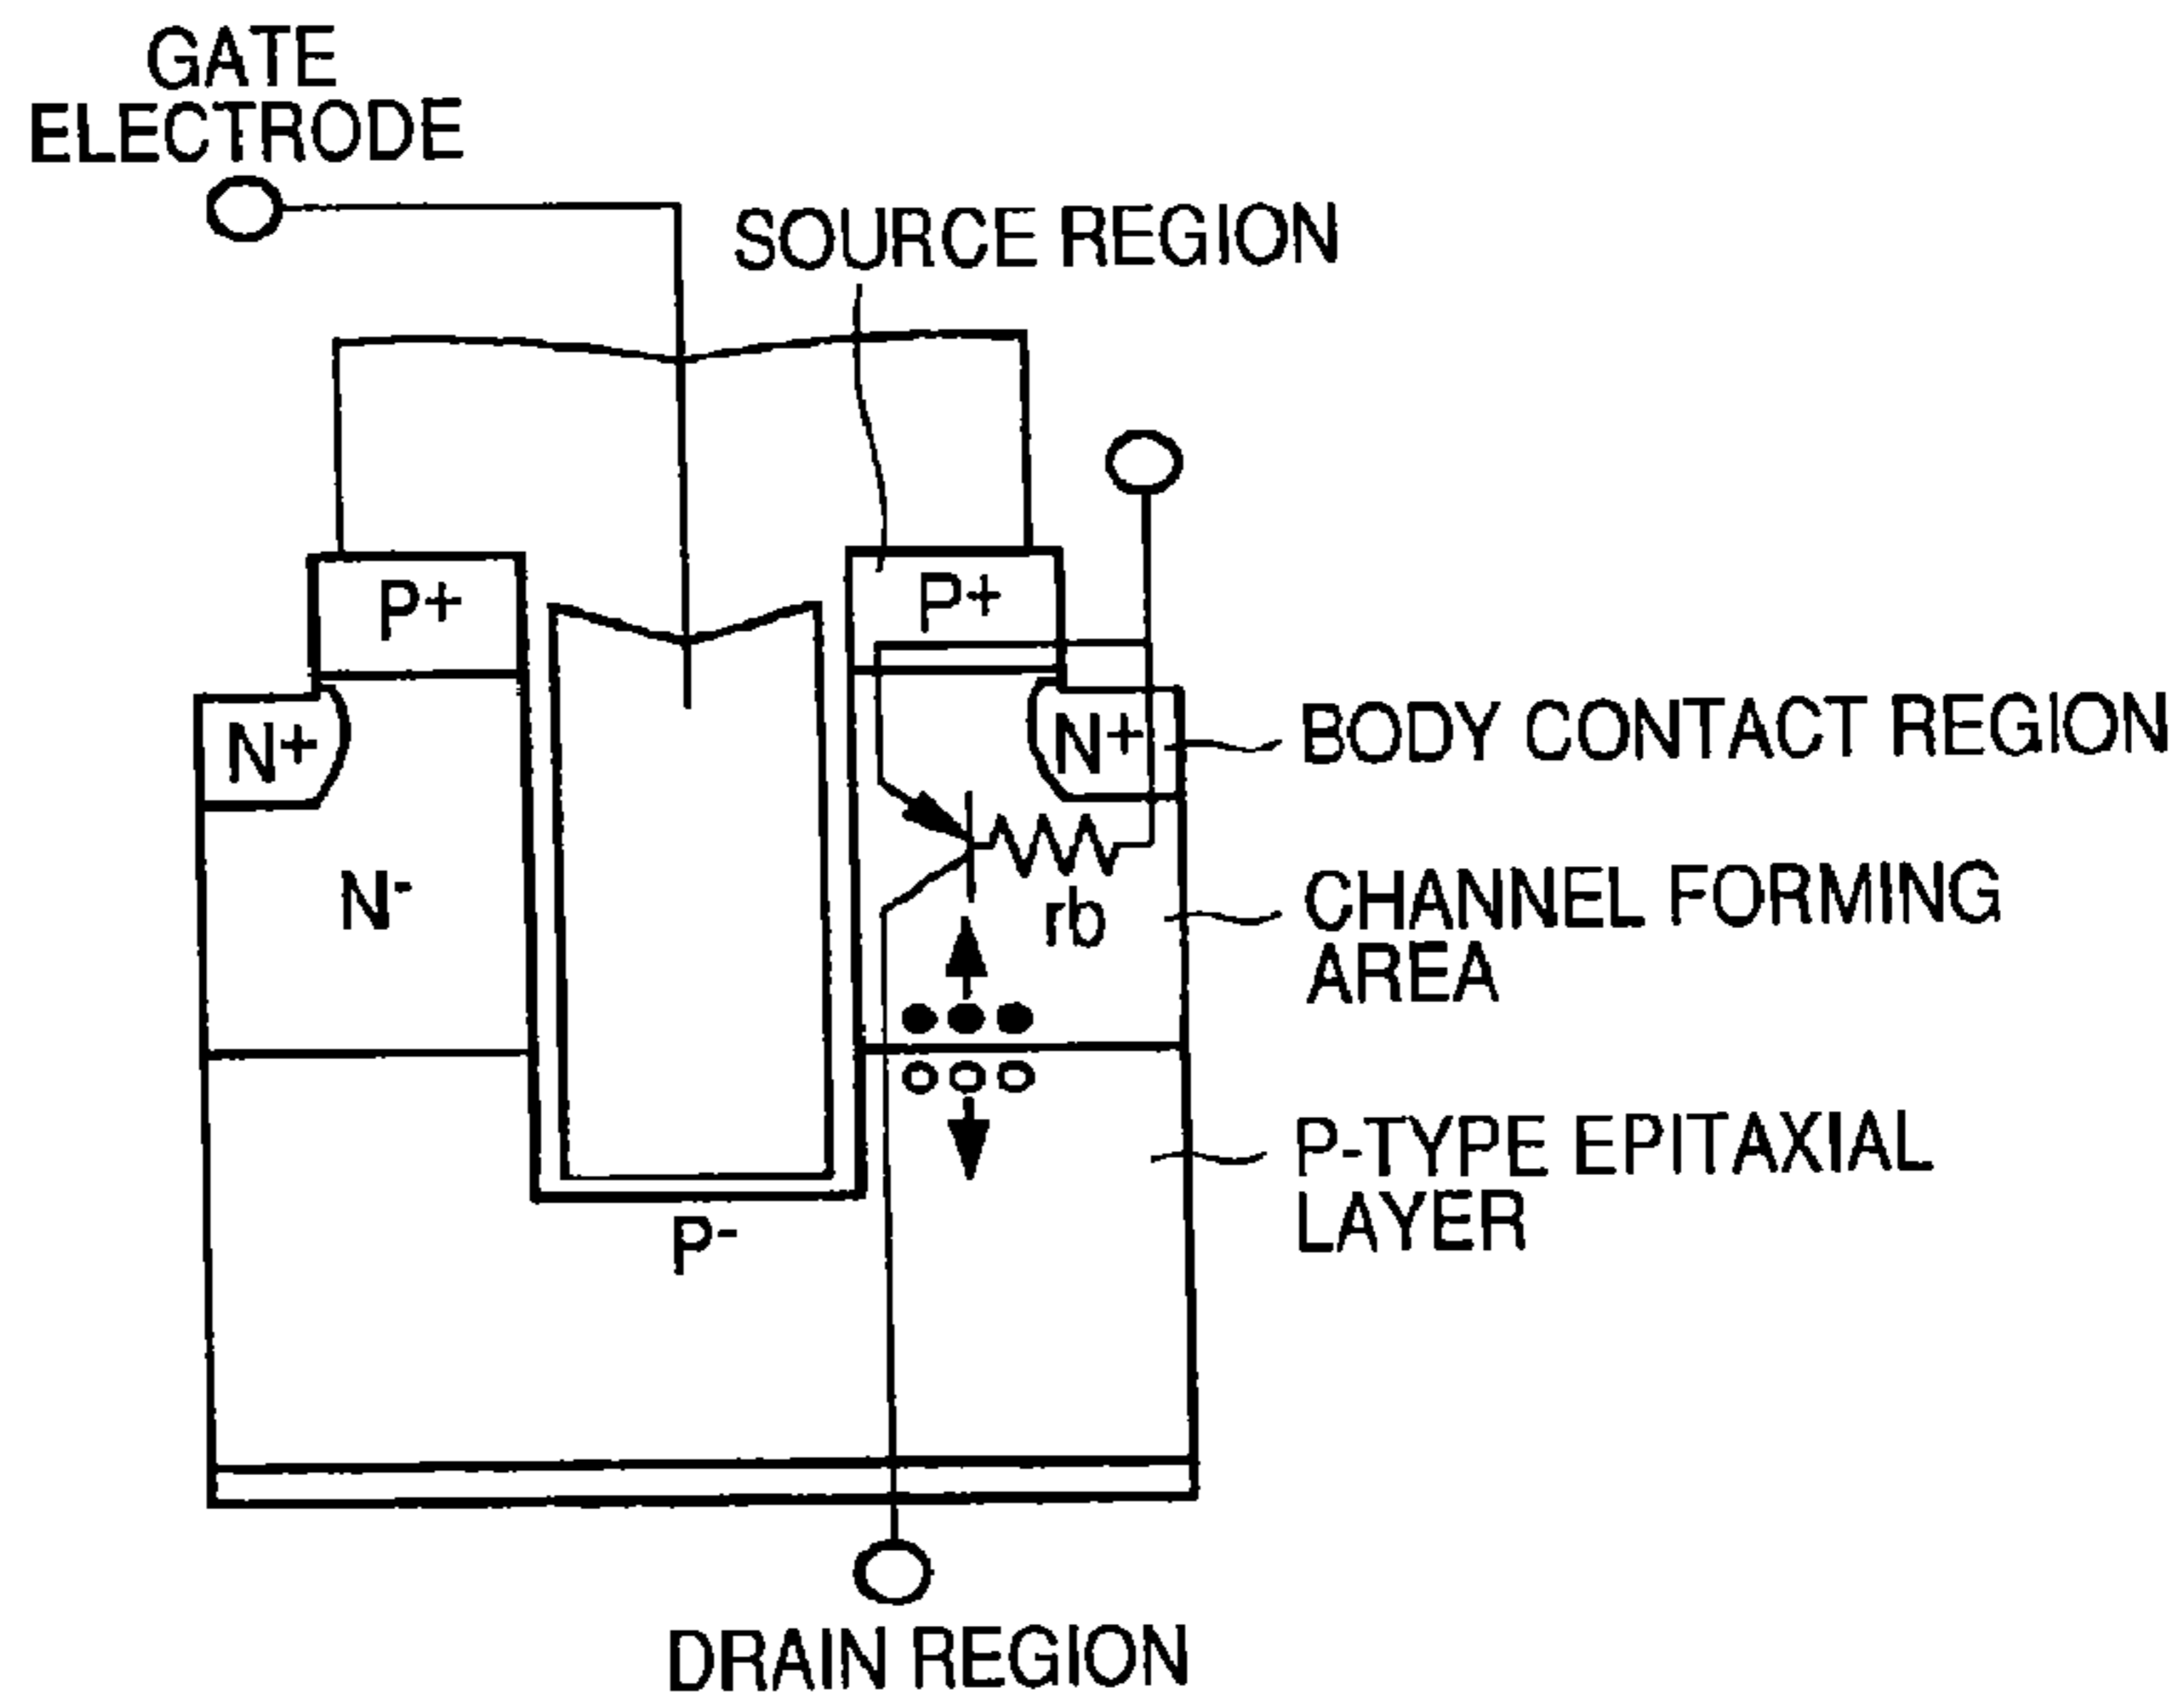 GATE
ELECTRODE
SOURCE REGION
P+
P+
N+
N+
BODY CONTACT REGION
N-
rb
CHANNEL FORMING
AREA
P-TYPE EPITAXIAL
LAYER
P-
DRAIN REGION